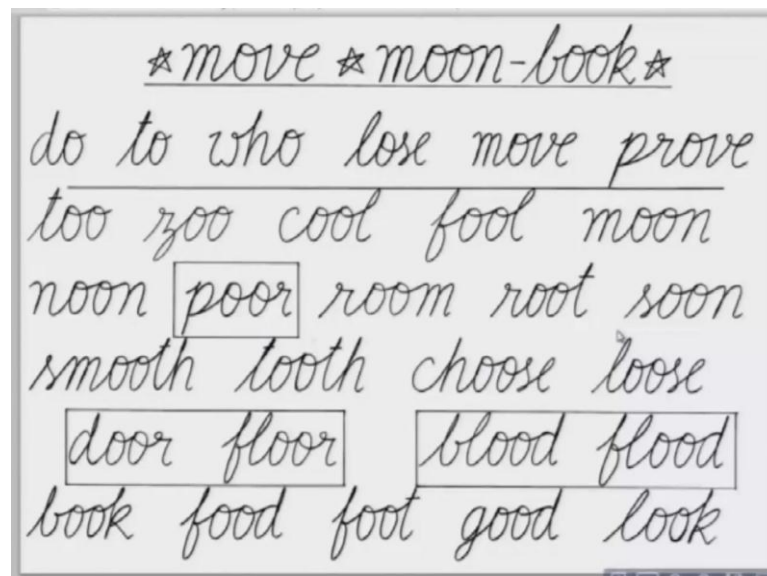 ☆move ☆moon-book☆
do to who lose move prove
too zoo cool fool moon
noon poor room root soon
smooth tooth choose loose
door floor blood flood
book food foot good look